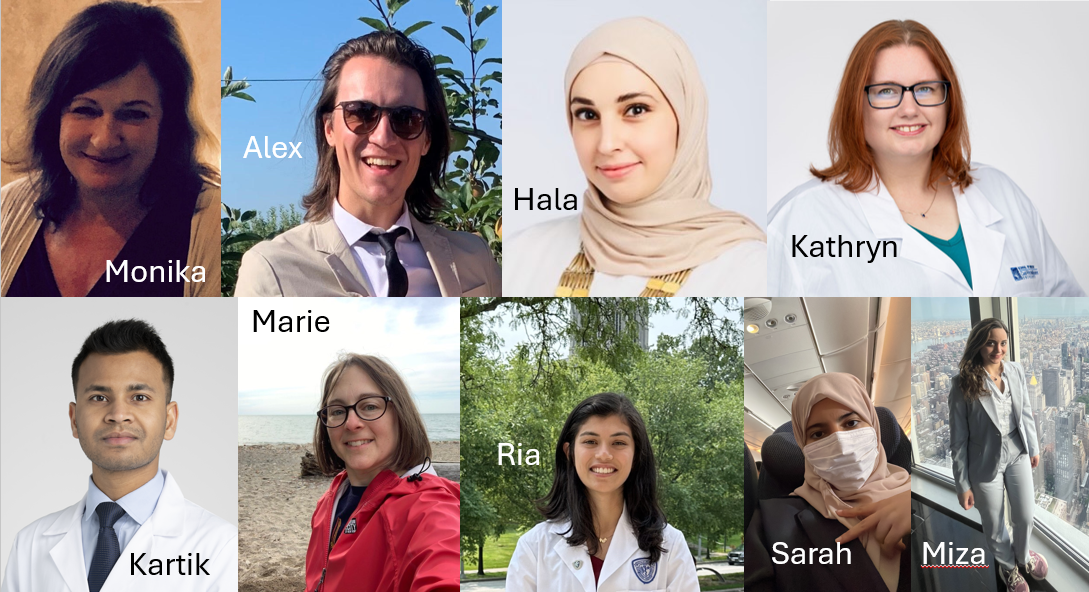 Alex
Hala
Kathryn
Monika
Marie
Ria
Kartik
Sarah
Miza